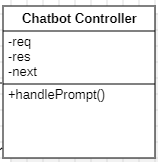 Chatbot Controller
-req
-res
-next
+handlePrompt()